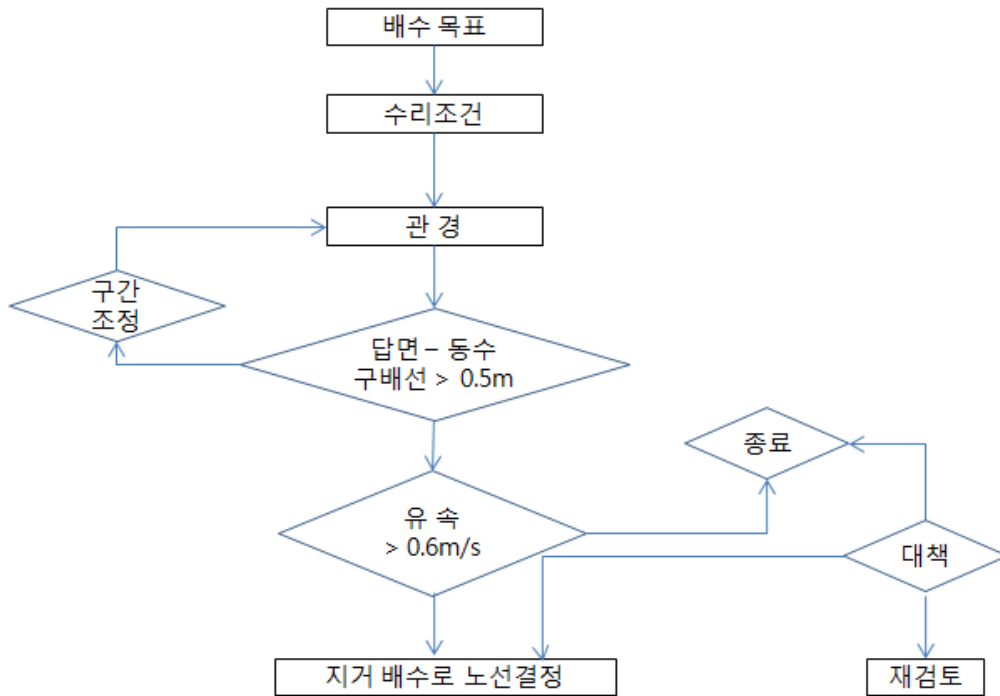 배수 목표
수리조건
관 경
구간
조정
답면 – 동수
구배선 > 0.5m
종료
유 속
> 0.6m/s
대책
지거 배수로 노선결정
재검토